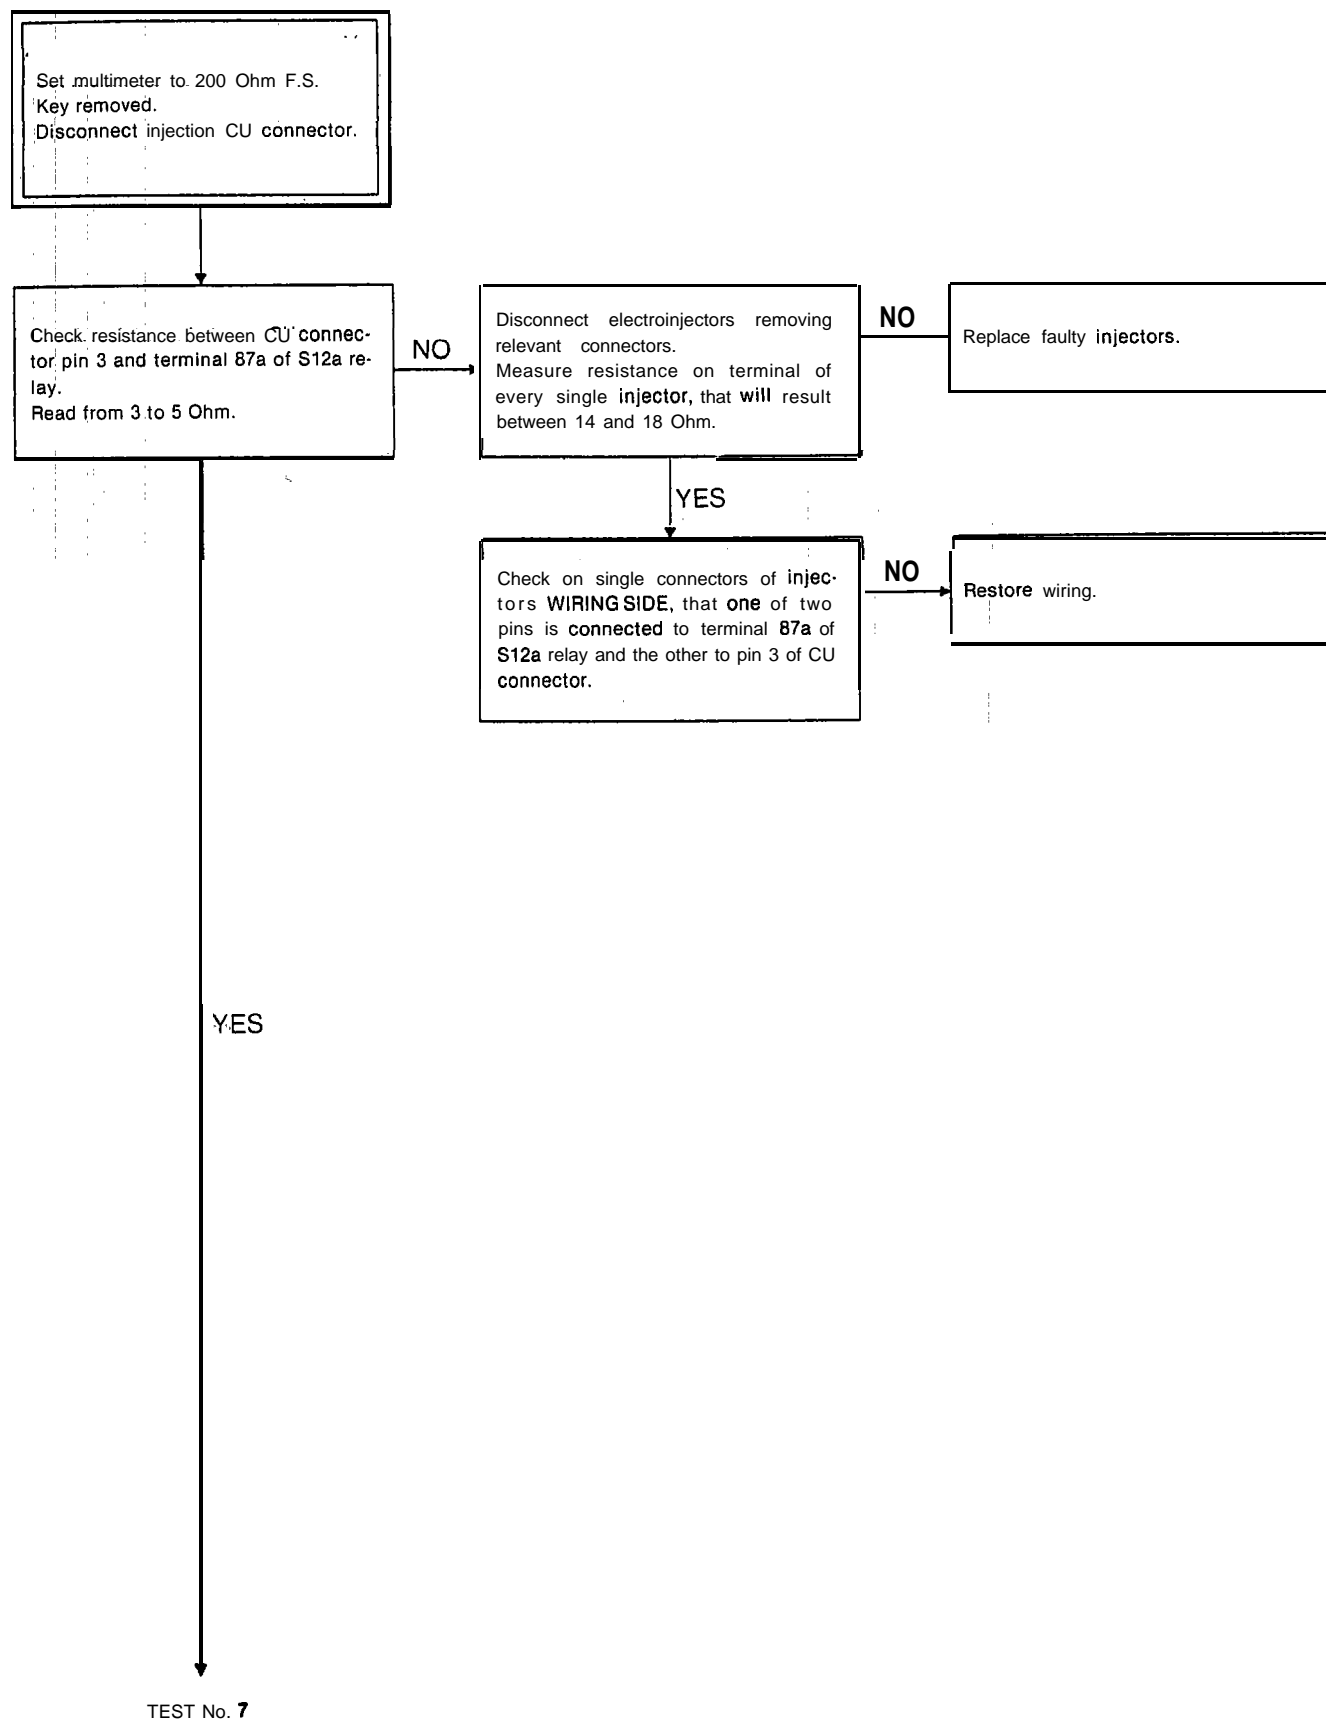 Set multimeter to 200 Ohm F.S.
Key removed.
Disconnect injection CU connector.
Check resistance between CU connec-
tor pin 3 and terminal 87a of S12a re-
lay.
Read from 3 to 5 Ohm.
NO
Disconnect electroinjectors removing
relevant connectors.
Measure resistance on terminal of
every single injector, that will result
between 14 and 18 Ohm.
NO
Replace faulty injectors.
YES
Check on single connectors of injec-
tors WIRING SIDE, that one of two
pins is connected to terminal 87a of
S12a relay and the other to pin 3 of CU
connector.
NO
Restore wiring.
YES
TEST No. 7